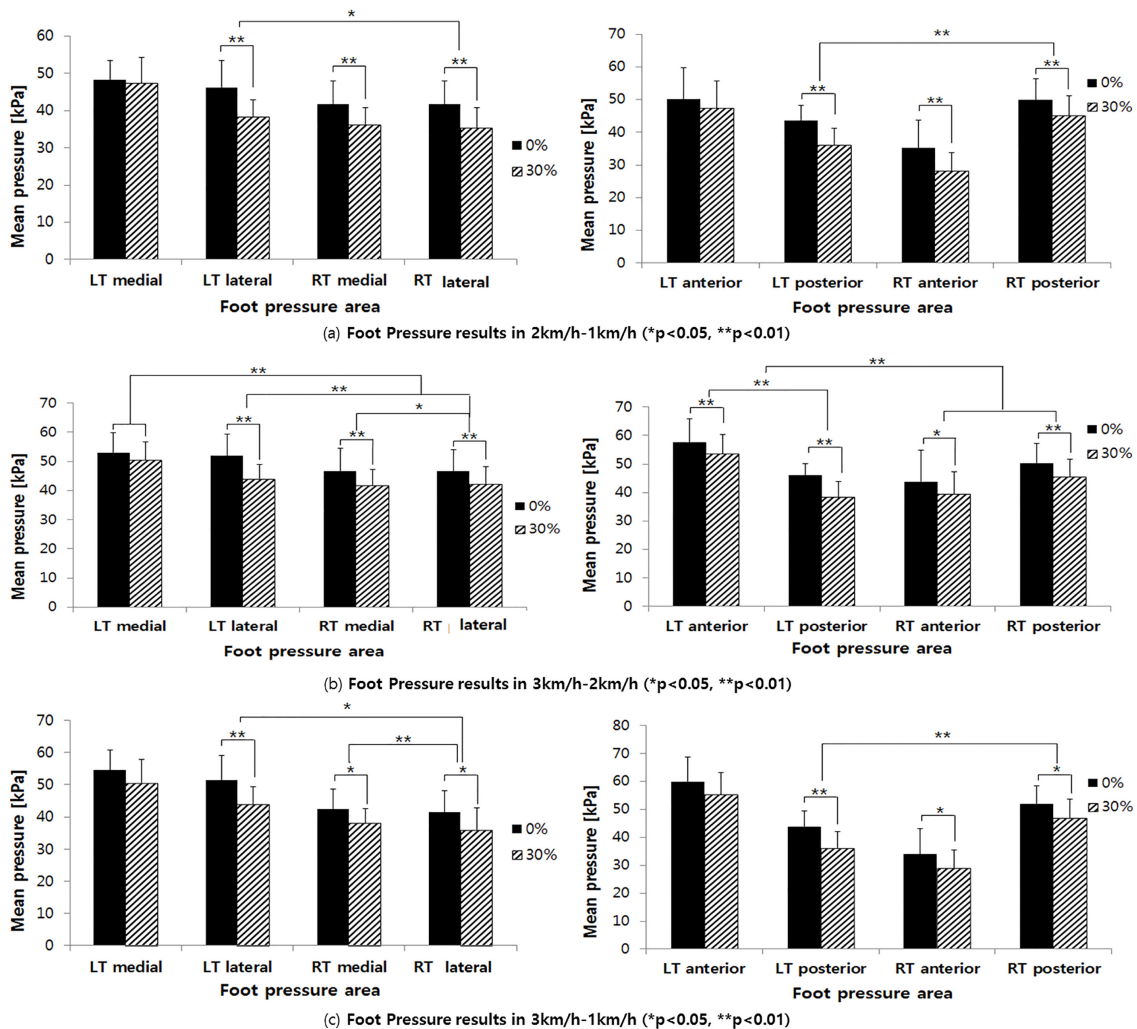 *
60
50
40
30
20
10
0
Mean pressure [kPa]
**
**
**
0%
30%
LT medial
LT lateral
RT medial
RT lateral
Foot pressure area
**
70
60
50
40
30
20
10
0
Mean pressure [kPa]
**
**
**
0%
30%
LT anterior
LT posterior
RT anterior
RT posterior
Foot pressure area
(a) Foot Pressure results in 2km/h-1km/h (*p<0.05, **p<0.01)
**
**
*
70
60
50
40
30
20
10
0
Mean pressure [kPa]
**
**
**
0%
30%
LT medial
LT lateral
RT medial
RT lateral
Foot pressure area
**
**
70
60
50
40
30
20
10
0
Mean pressure [kPa]
**
**
*
**
0%
30%
LT anterior
LT posterior
RT anterior
RT posterior
Foot pressure area
(b) Foot Pressure results in 3km/h-2km/h (*p<0.05, **p<0.01)
*
**
70
60
50
40
30
20
10
0
Mean pressure [kPa]
**
*
*
0%
30%
LT medial
LT lateral
RT medial
RT lateral
Foot pressure area
**
80
70
60
50
40
30
20
10
0
Mean pressure [kPa]
**
*
*
0%
30%
LT anterior
LT posterior
RT anterior
RT posterior
Foot pressure area
(c) Foot Pressure results in 3km/h-1km/h (*p<0.05, **p<0.01)